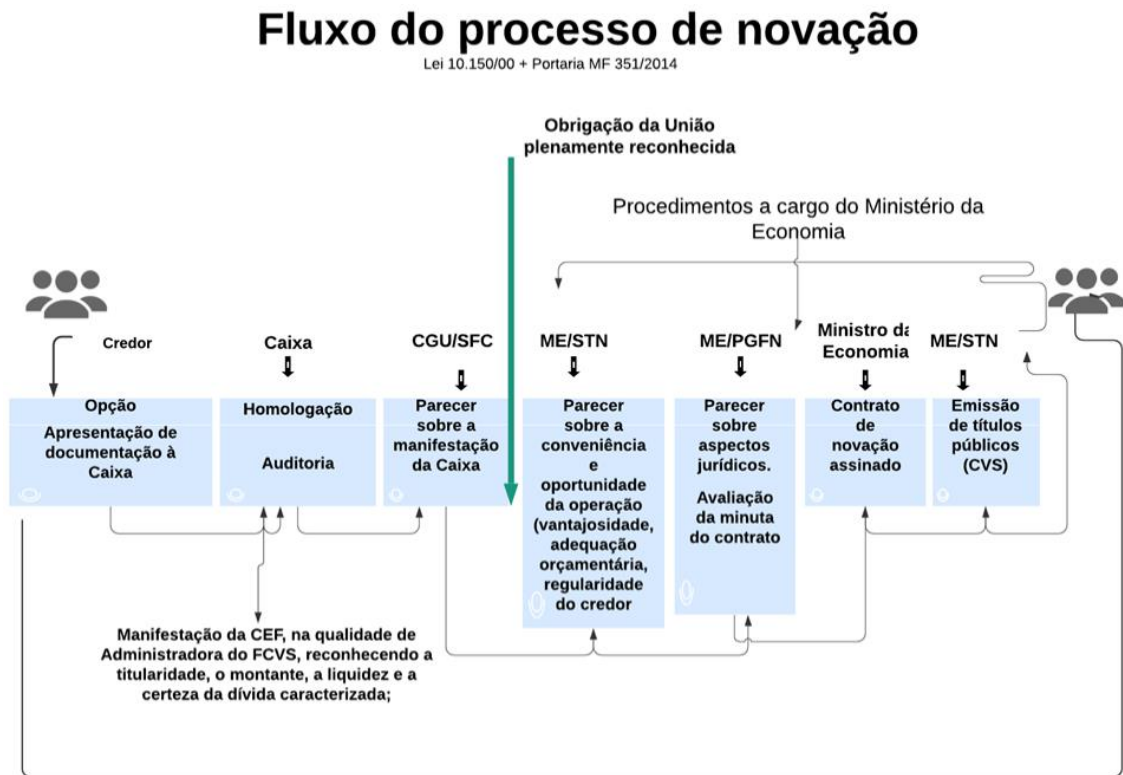 Fluxo do processo de novação
Lei 10.150/00 + Portaria MF 351/2014
Obrigação da União
plenamente reconhecida
Procedimentos a cargo do Ministério da
Economia
Credor
Opção
Apresentação de
documentação à
Caixa
Caixa
Homologação
Auditoria
CGU/SFC
Parecer
sobre a
manifestação
da Caixa
ME/STN
Parecer
sobre a
conveniência
e
oportunidade
da operação
(vantajosidade,
adequação
orçamentária,
regularidade
do credor
ME/PGFN
Parecer
sobre
aspectos
jurídicos.
Avaliação
da minuta
do contrato
Ministro da
Economia
Contrato
de
novação
assinado
ME/STN
Emissão
de títulos
públicos
(CVS)
Manifestação da CEF, na qualidade de
Administradora do FCVS, reconhecendo a
titularidade, o montante, a liquidez e a
certeza da dívida caracterizada;